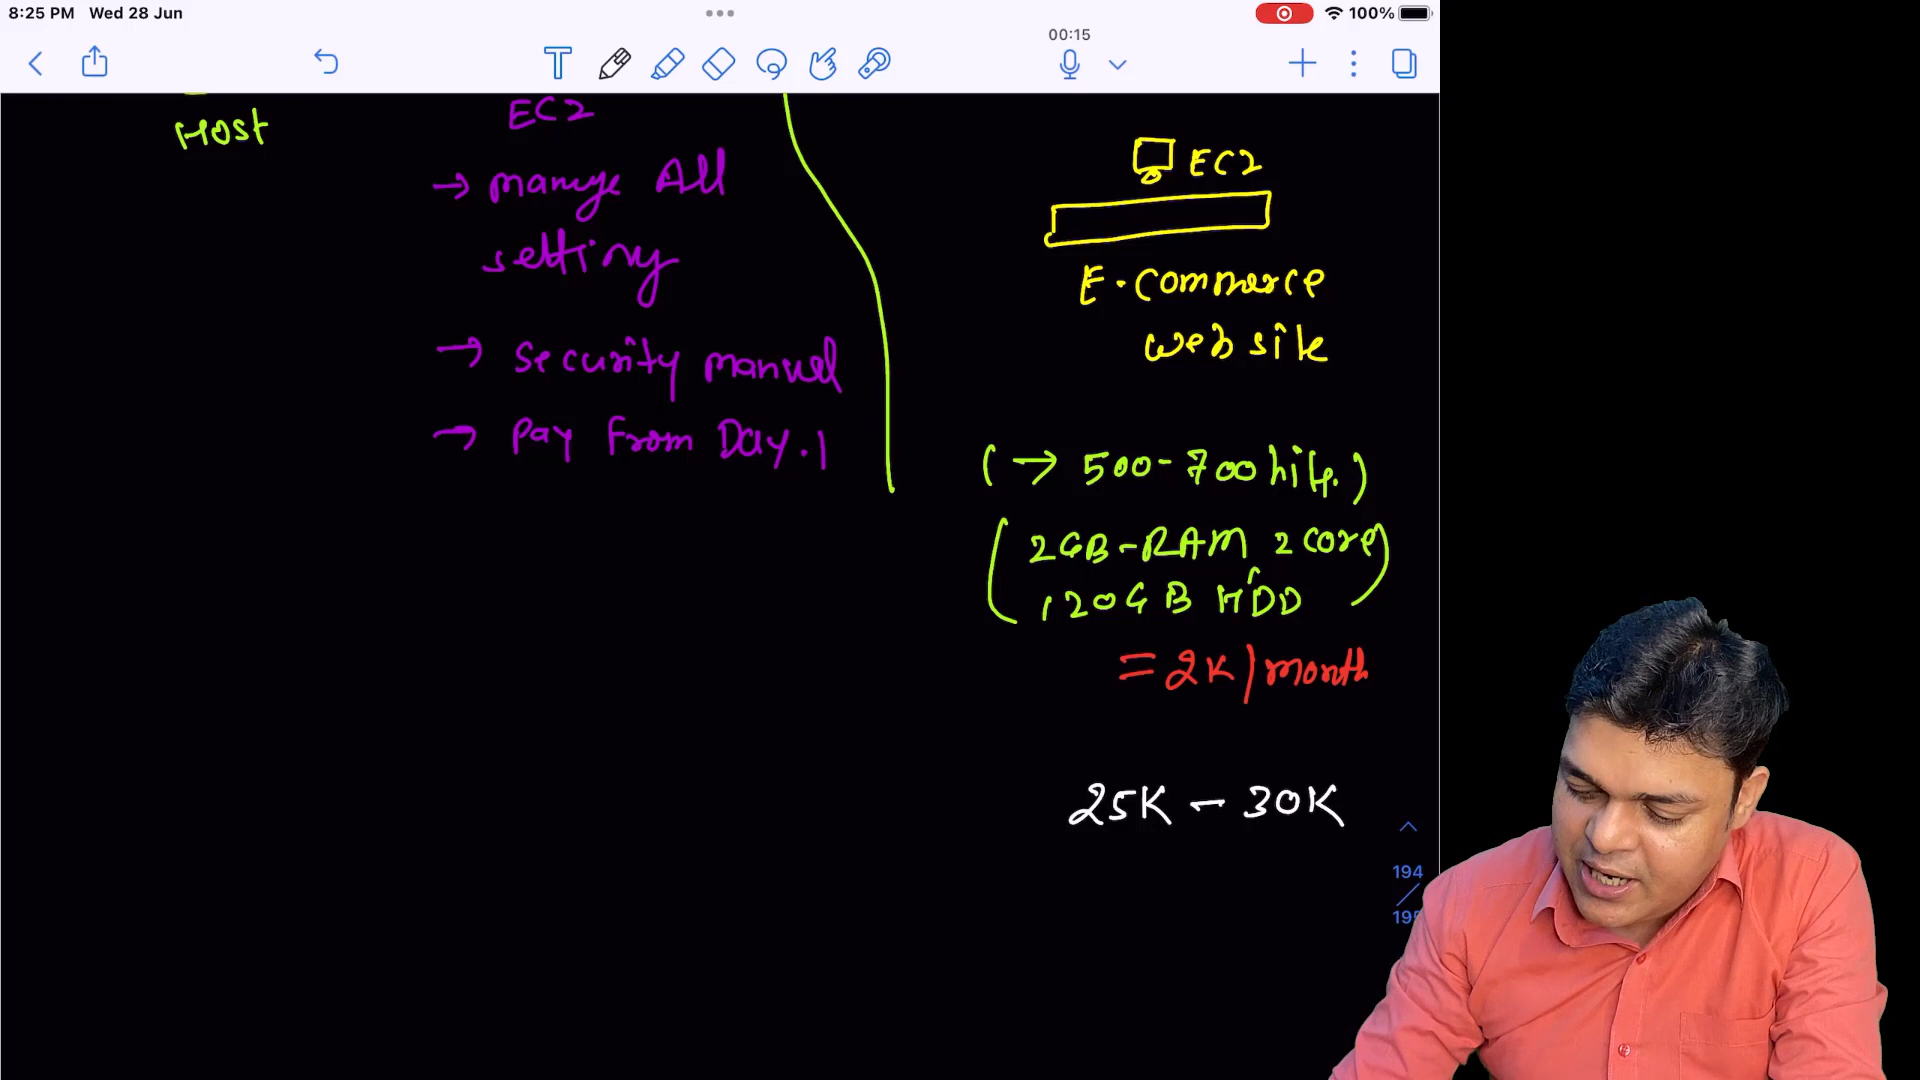 8:25 PM Wed 28 Jun
100%
00:15
Host
EC2
→ manage All
setting
→ security manual
→ Pay From Day.1
EC2
E-commerce
website
(→ 500-700 hits.)
(2GB-RAM 2 core)
120GB HDD
= 2K/month
25K - 30K
194